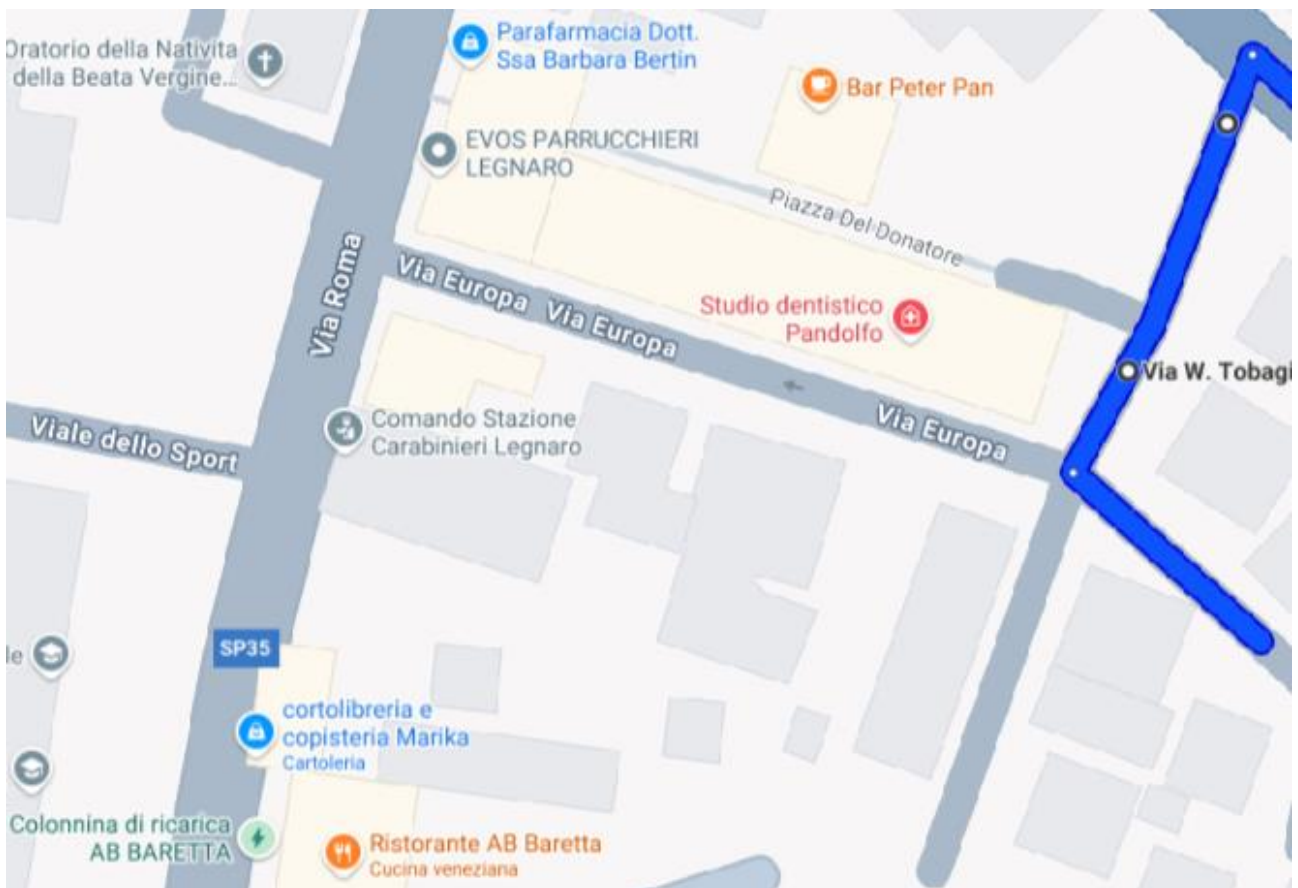 Parafarmacia Dott.
Ssa Barbara Bertin
Oratorio della Nativita
della Beata Vergine...
Bar Peter Pan
EVOS PARRUCCHIERI
LEGNARO
Piazza Del Donatore
Via Roma
Via Europa
Via Europa
Studio dentistico
Pandolfo
Via W. Tobagi
Via Europa
Comando Stazione
Carabinieri Legnaro
Viale dello Sport
SP35
le
cortolibreria e
copisteria Marika
Cartoleria
Colonnina di ricarica
AB BARETTA
Ristorante AB Baretta
Cucina veneziana